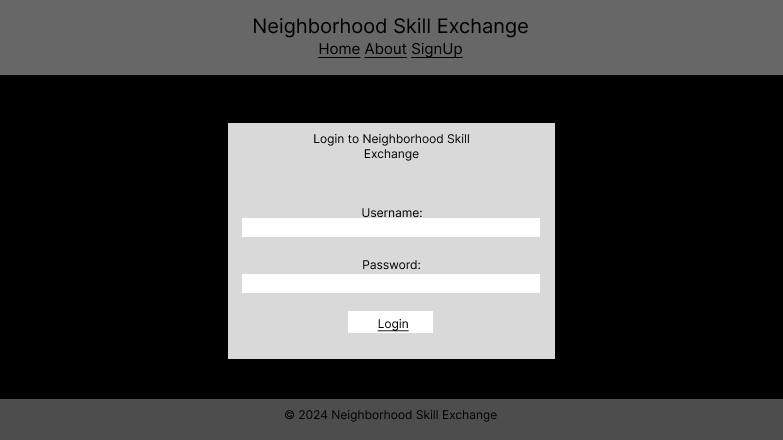 Neighborhood Skill Exchange
Home About SignUp
Login to Neighborhood Skill
Exchange
Username:
Password:
Login
© 2024 Neighborhood Skill Exchange